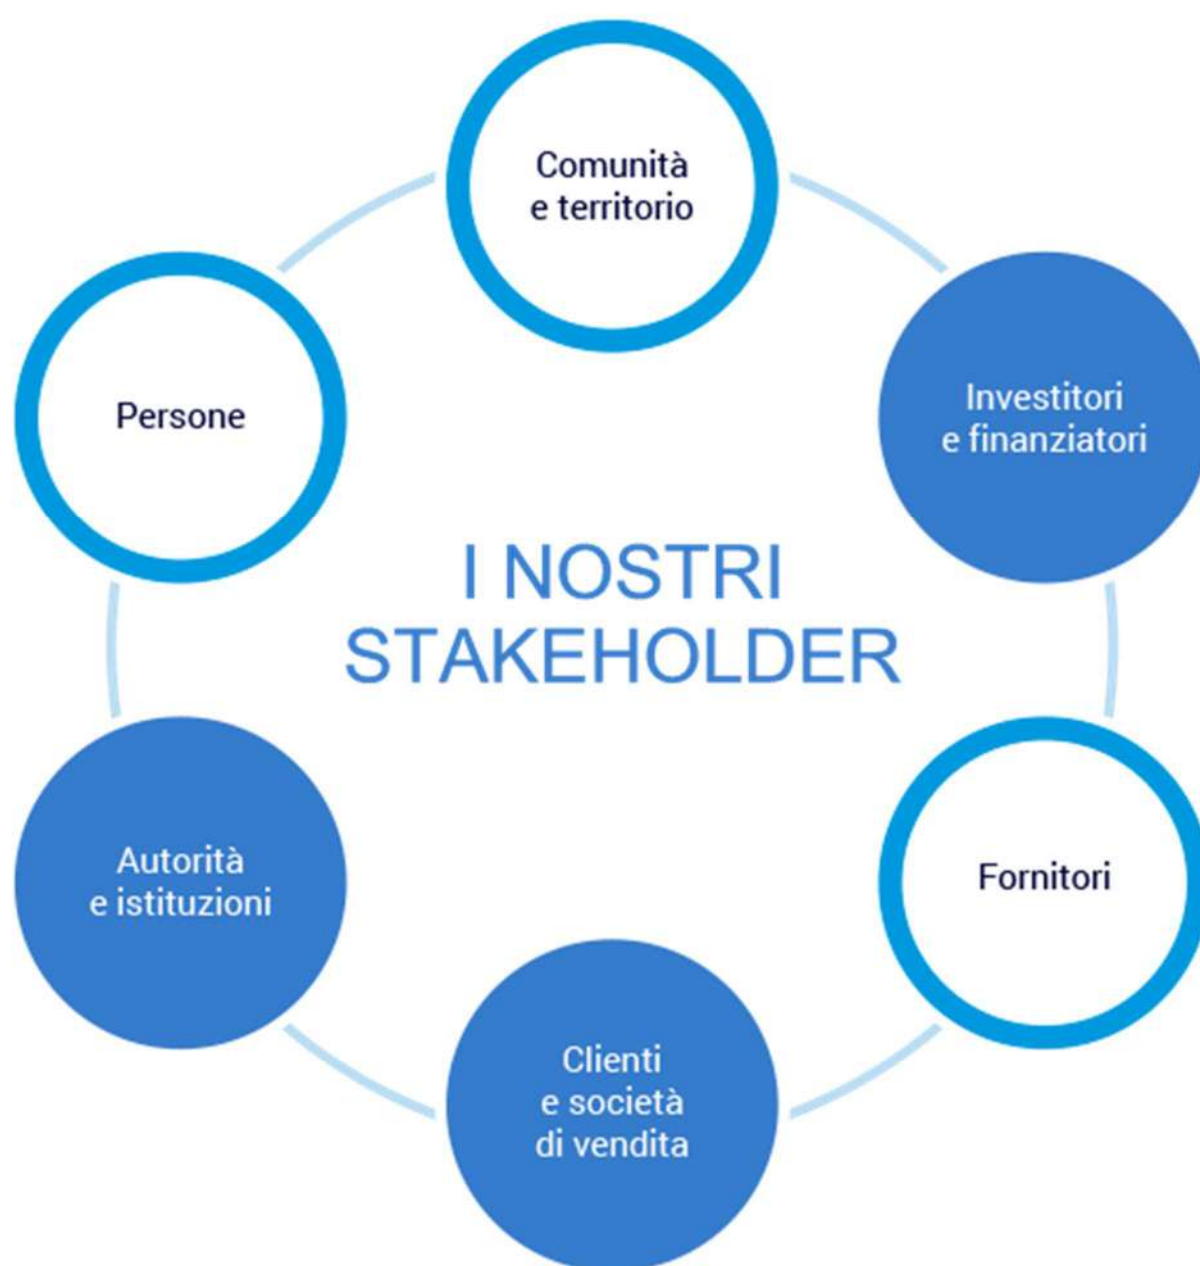 Comunità
e territorio
Investitori
e finanziatori
Persone
I NOSTRI
STAKEHOLDER
Autorità
e istituzioni
Fornitori
Clienti
e società
di vendita